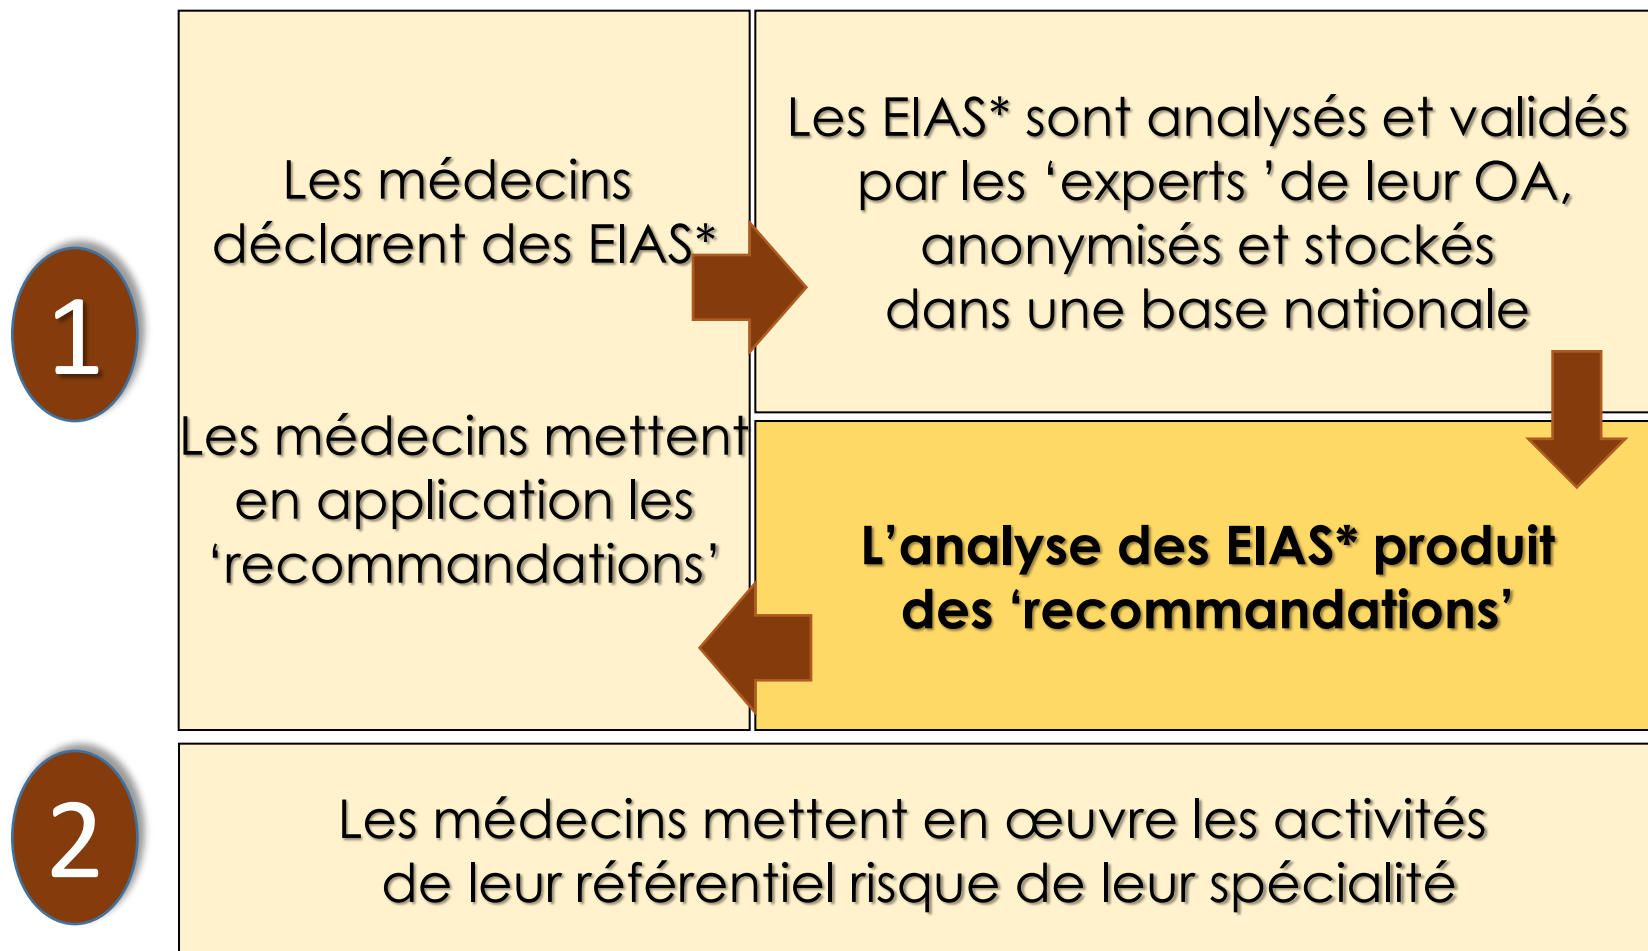 1
Les médecins
déclarent des EIAS*
Les EIAS* sont analysés et validés
par les ‘experts ’de leur OA,
anonymisés et stockés
dans une base nationale
Les médecins mettent
en application les
‘recommandations’
L’analyse des EIAS* produit
des ‘recommandations’
2
Les médecins mettent en œuvre les activités
de leur référentiel risque de leur spécialité